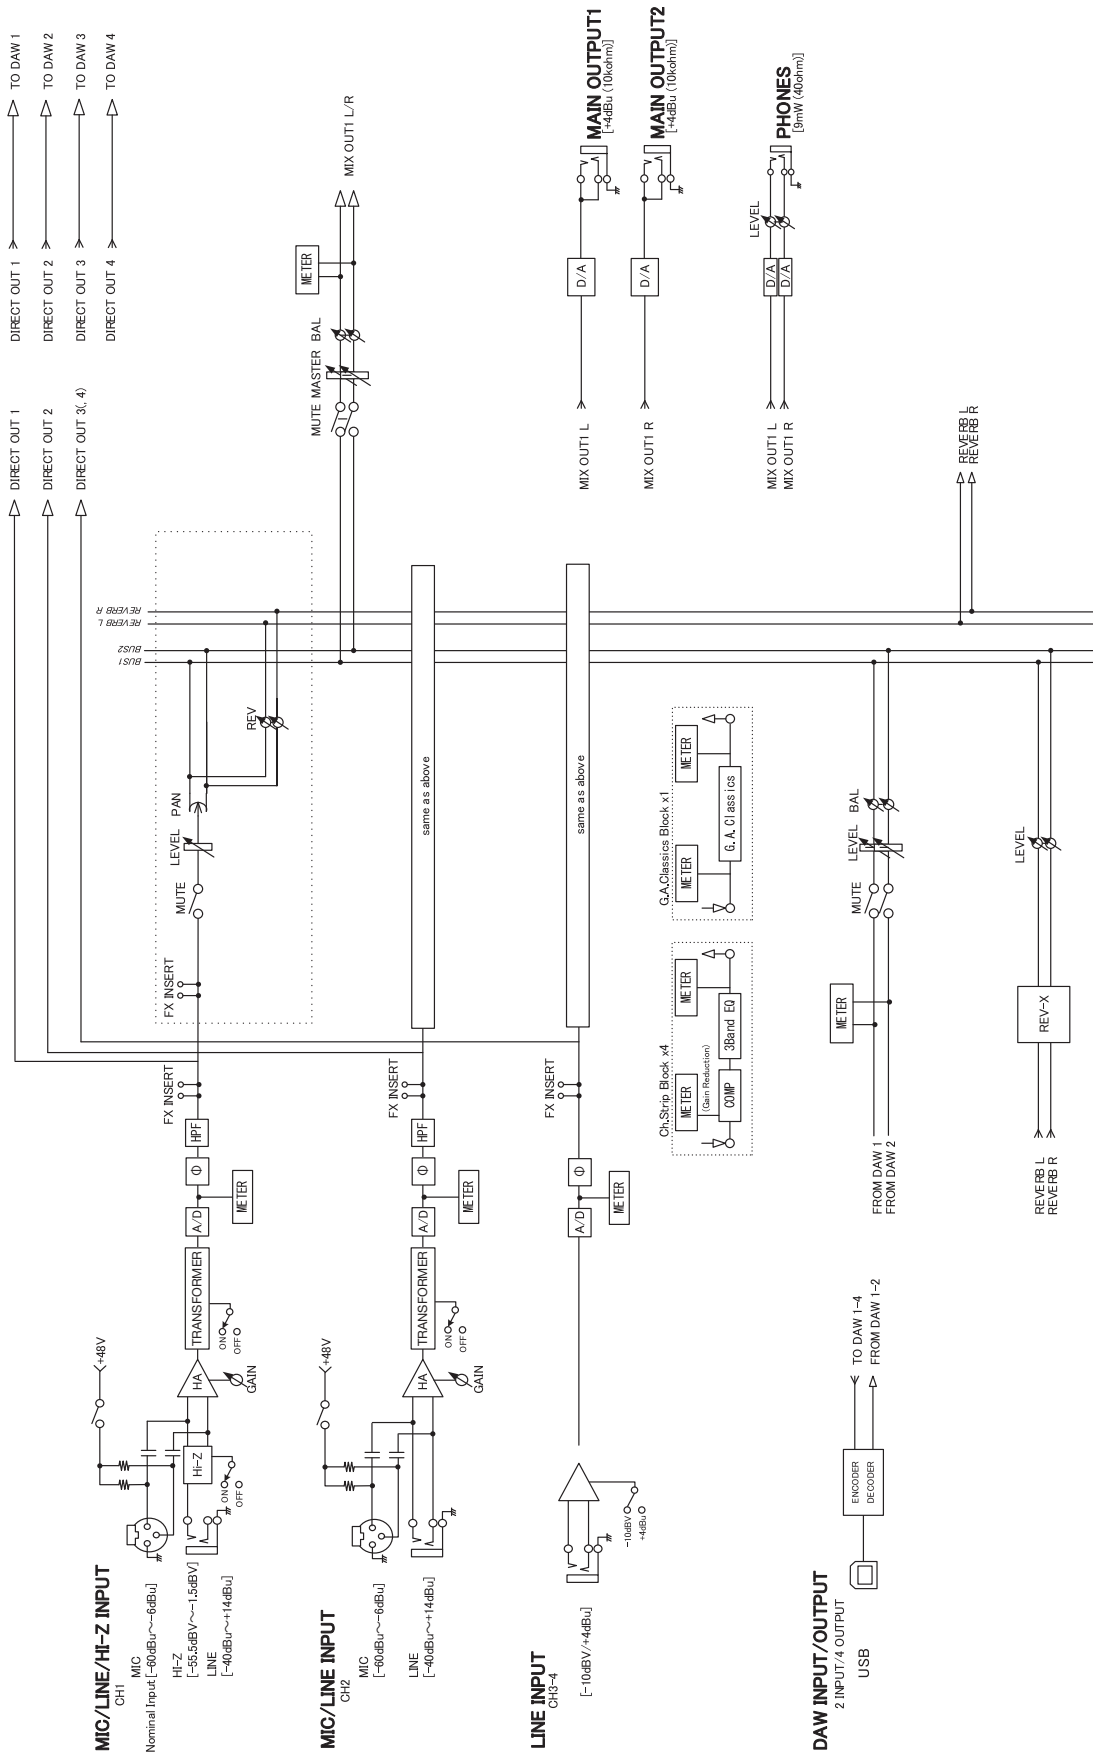 MIC/LINE/HI-Z INPUT
CH1
MIC
Nominal Input [-60dBu～-6dBu]
HI-Z
[-55.5dBV～-1.5dBV]
LINE
[-40dBu～+14dBu]
+48V
Hi-Z
ON
OFF
HA
GAIN
TRANSFORMER
ON
OFF
A/D
METER
Φ
HPF
FX INSERT
FX INSERT
MUTE
LEVEL
PAN
REV
BUS1
BUS2
REVERB L
REVERB R
DIRECT OUT 1
DIRECT OUT 2
DIRECT OUT 3(, 4)
DIRECT OUT 1
TO DAW 1
DIRECT OUT 2
TO DAW 2
DIRECT OUT 3
TO DAW 3
DIRECT OUT 4
TO DAW 4
MUTE MASTER BAL
METER
MIX OUT1 L/R
MIC/LINE INPUT
CH2
MIC
[-60dBu～-6dBu]
LINE
[-40dBu～+14dBu]
+48V
HA
GAIN
TRANSFORMER
ON
OFF
A/D
METER
Φ
HPF
FX INSERT
same as above
LINE INPUT
CH3-4
[-10dBV/+4dBu]
-10dBV
+4dBu
A/D
METER
Φ
FX INSERT
same as above
MIX OUT1 L
D/A
MAIN OUTPUT1
[+4dBu (10kohm)]
MIX OUT1 R
D/A
MAIN OUTPUT2
[+4dBu (10kohm)]
MIX OUT1 L
MIX OUT1 R
D/A
D/A
LEVEL
PHONES
[9mW (40ohm)]
Ch.Strip Block x4
METER
(Gain Reduction)
COMP
3Band EQ
METER
G.A.Classics Block x1
METER
G.A.Classics
METER
DAW INPUT/OUTPUT
2 INPUT/4 OUTPUT
USB
ENCODER
DECODER
TO DAW 1-4
FROM DAW 1-2
FROM DAW 1
FROM DAW 2
METER
MUTE
LEVEL
BAL
REVERB L
REVERB R
REV-X
LEVEL
REVERB L
REVERB R